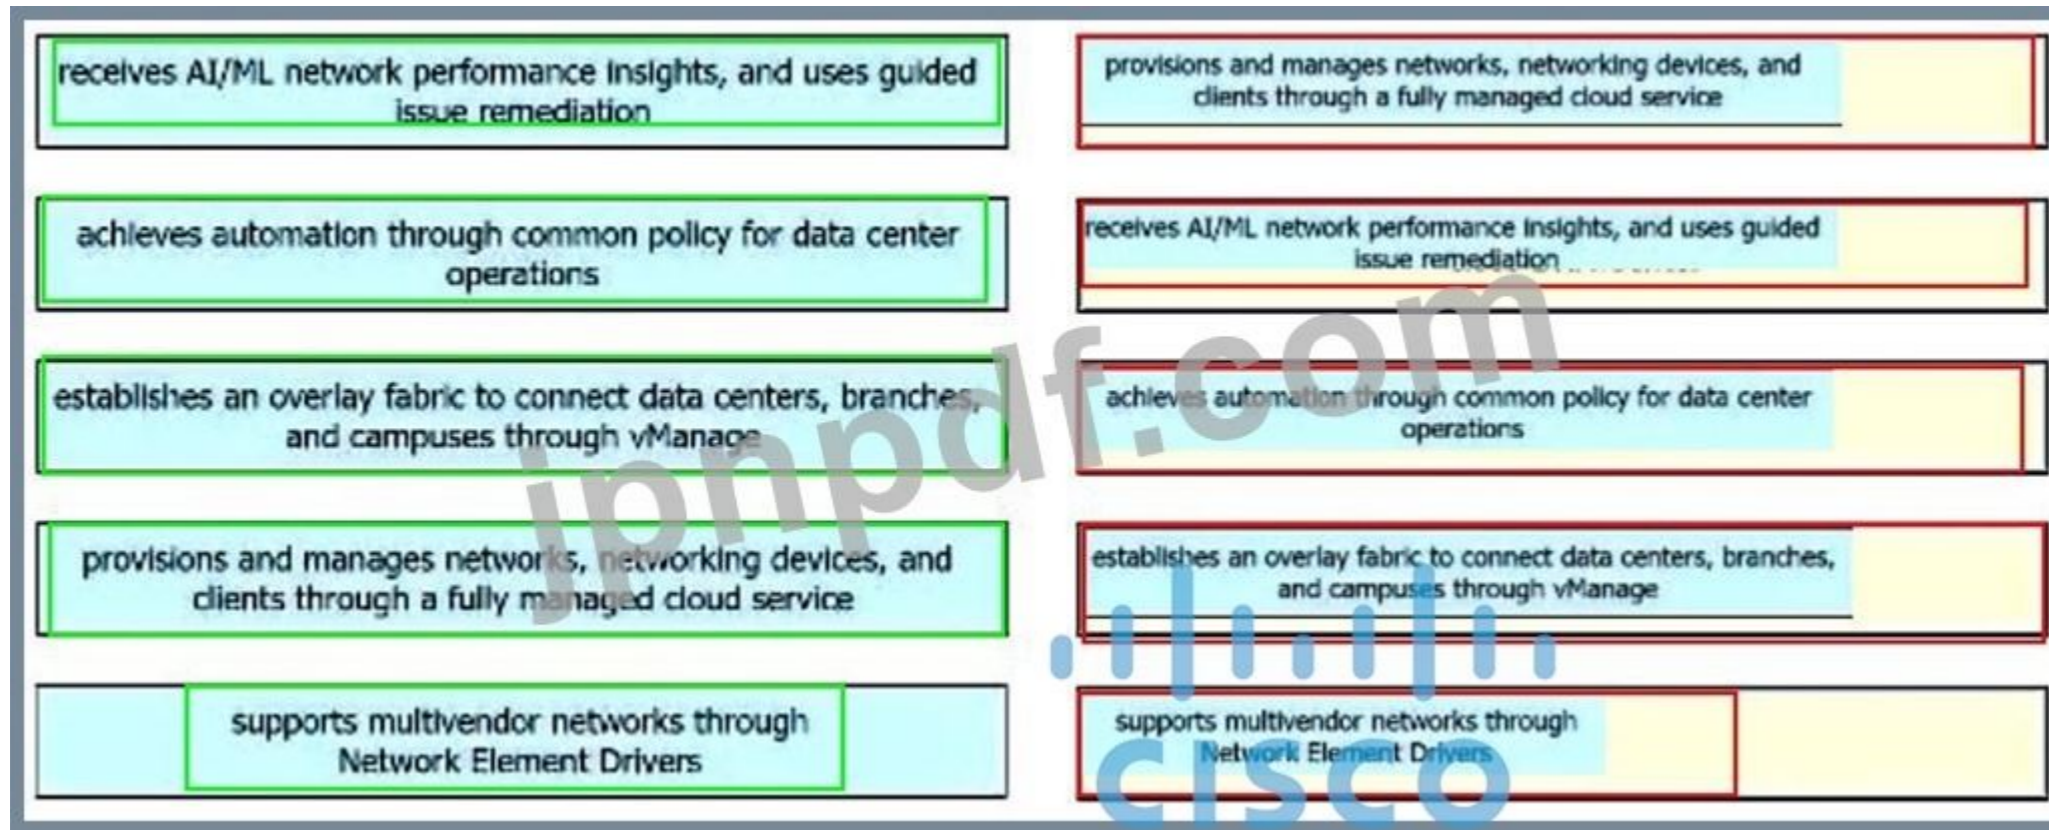 receives AI/ML network performance insights, and uses guided
issue remediation
achieves automation through common policy for data center
operations
establishes an overlay fabric to connect data centers, branches,
and campuses through vManage
provisions and manages networks, networking devices, and
clients through a fully managed cloud service
supports multivendor networks through
Network Element Drivers
provisions and manages networks, networking devices, and
clients through a fully managed cloud service
receives AI/ML network performance insights, and uses guided
issue remediation
achieves automation through common policy for data center
operations
establishes an overlay fabric to connect data centers, branches,
and campuses through vManage
supports multivendor networks through
Network Element Drivers
jpnpdf.com
CISCO